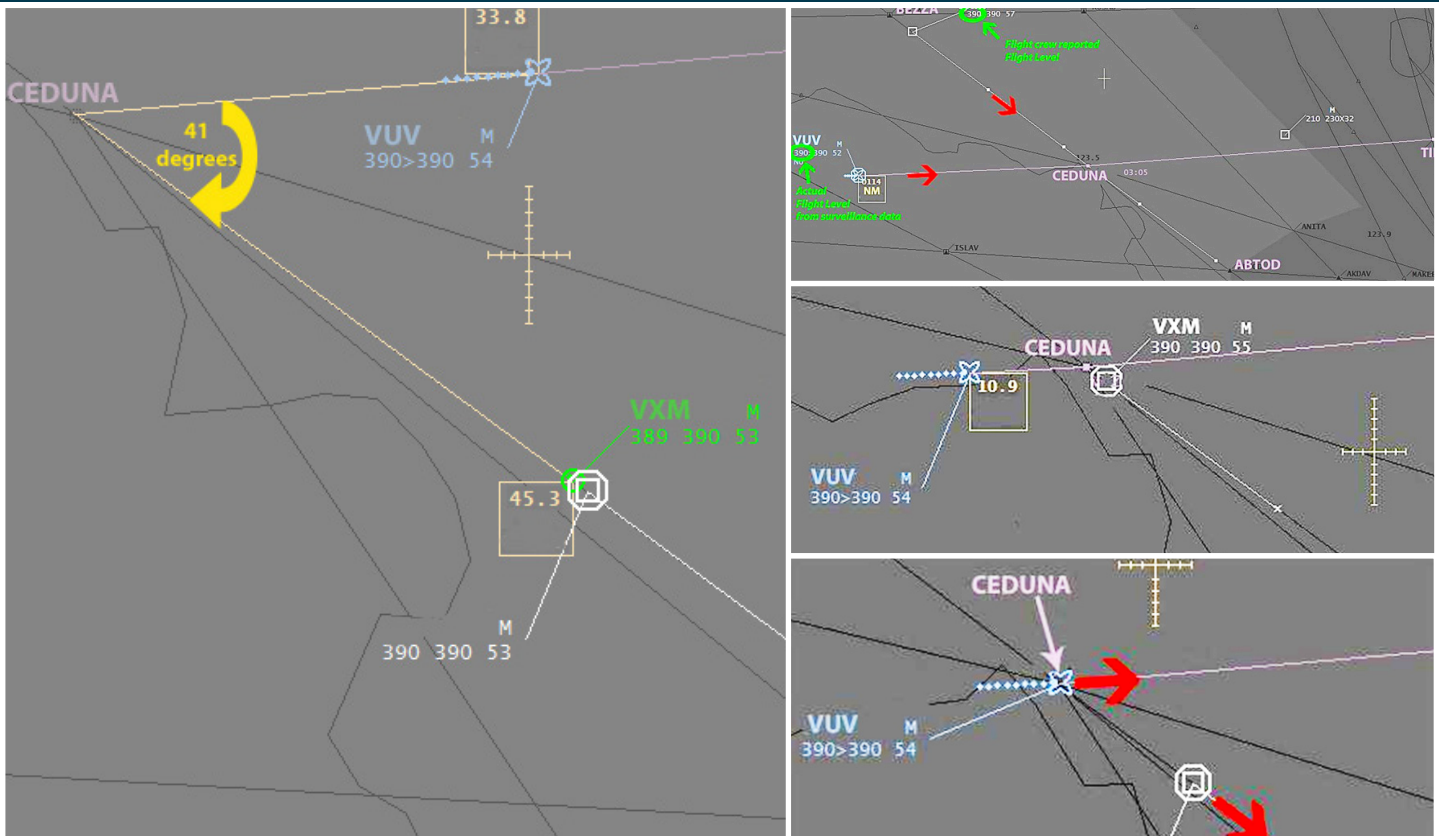 33.8
CEDUNA
41
degrees
VUV M
390>390 54
VXM M
389 390 53
45.3
M
390 390 53
BEZZA
390 390 57
Flight crew reported
Flight Level
M
210 230X32
VUV M
390 390 52
123.5
CEDUNA
03:05
0114
NM
Actual
Flight Level
from surveillance data
ANITA
123.9
ISLAV
ABTOD
AKDAV
VXM M
390 390 55
CEDUNA
10.9
VUV M
390>390 54
CEDUNA
VUV M
390>390 54